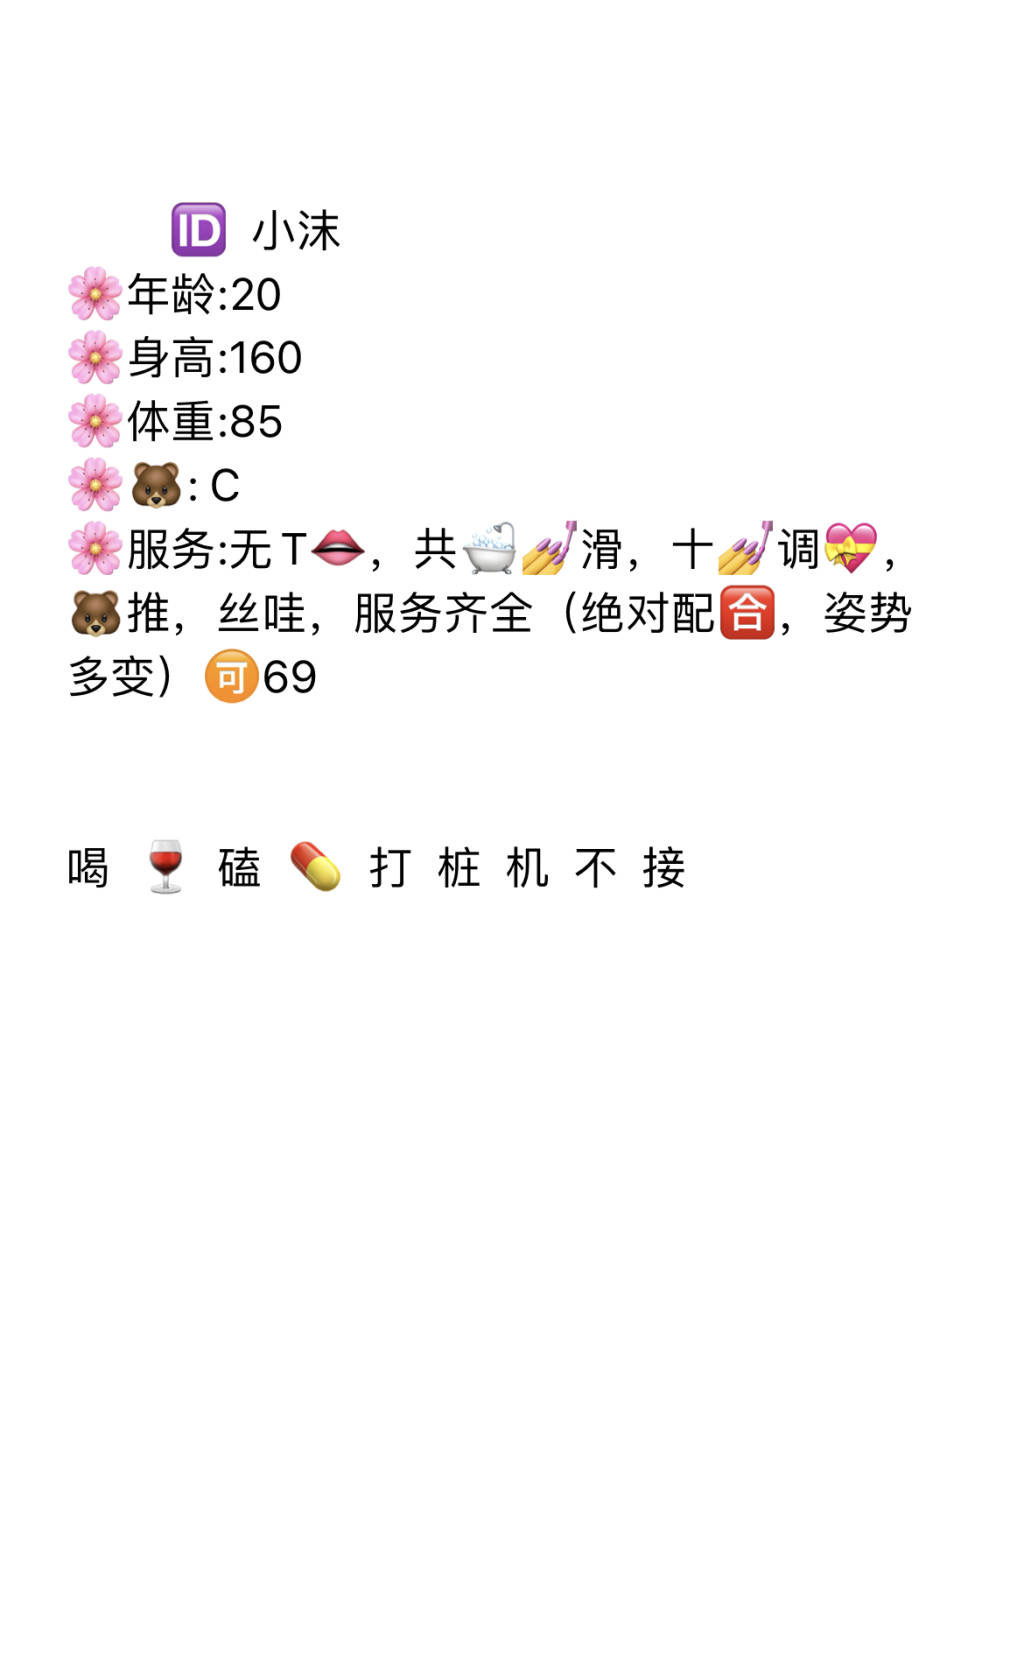 🆔 小沫
🌸年龄:20
🌸身高:160
🌸体重:85
🌸🐻: C
🌸服务:无 T👄，共🛁💅滑，十💅调💝，
🐻推，丝哇，服务齐全（绝对配🈴，姿势
多变）🉑69
喝 🍷 磕 💊 打 桩 机 不 接